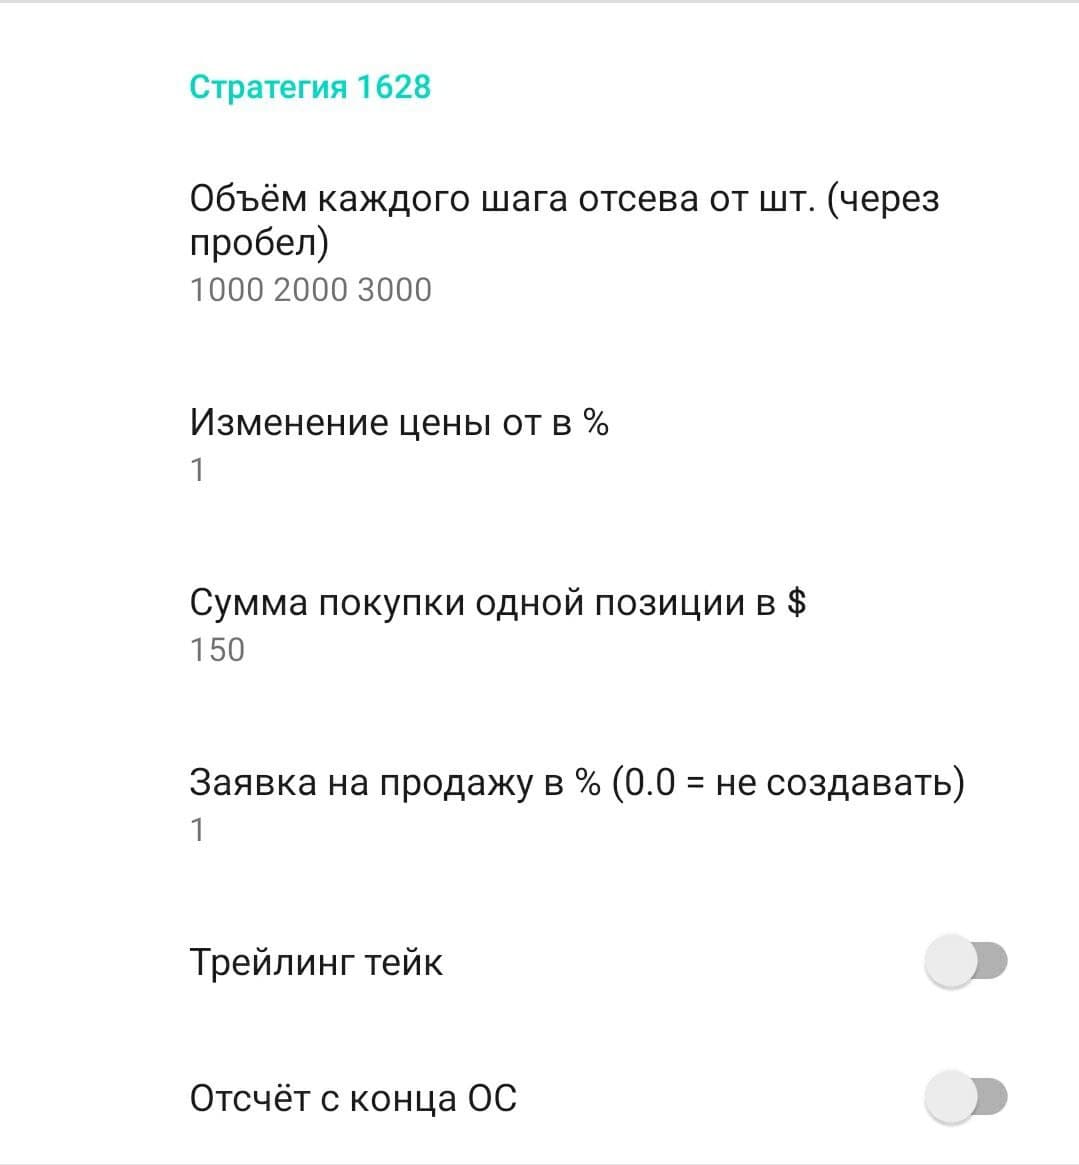 Стратегия 1628
Объём каждого шага отсева от шт. (через
пробел)
1000 2000 3000
Изменение цены от в %
1
Сумма покупки одной позиции в $
150
Заявка на продажу в % (0.0 = не создавать)
1
Трейлинг тейк
Отсчёт с конца ОС